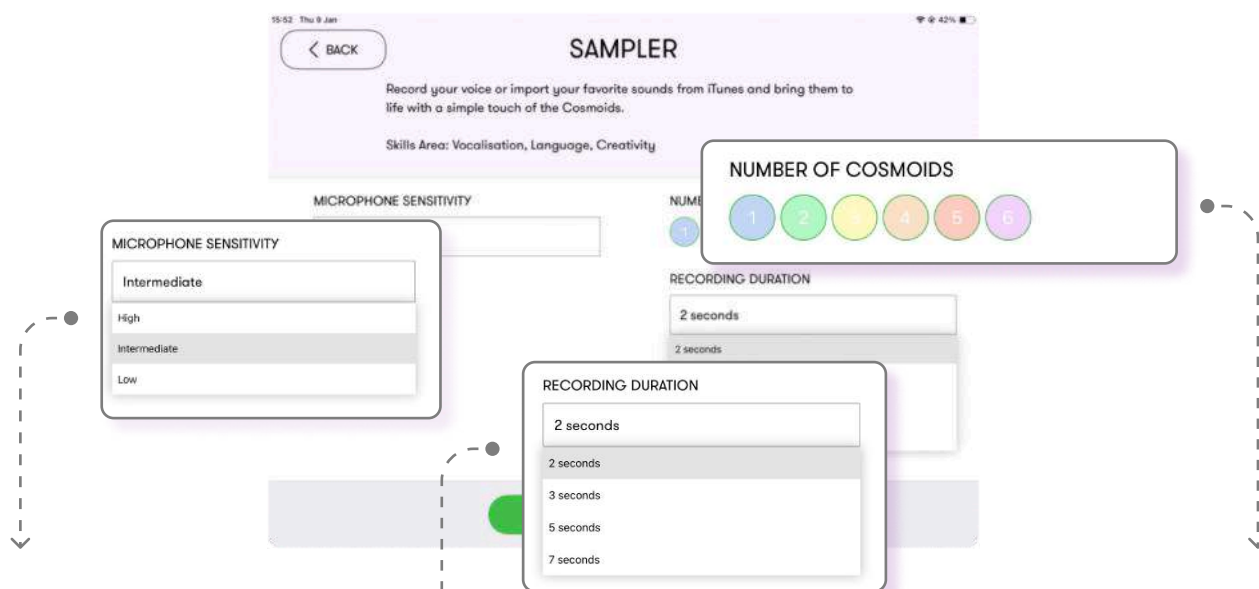 15:52 Thu 9 Jan
42%
BACK
SAMPLER
Record your voice or import your favorite sounds from iTunes and bring them to
life with a simple touch of the Cosmoids.
Skills Area: Vocalisation, Language, Creativity
NUMBER OF COSMOIDS
1 2 3 4 5 6
MICROPHONE SENSITIVITY
NUM
1
MICROPHONE SENSITIVITY
Intermediate
High
Intermediate
Low
RECORDING DURATION
2 seconds
2 seconds
RECORDING DURATION
2 seconds
2 seconds
3 seconds
5 seconds
7 seconds